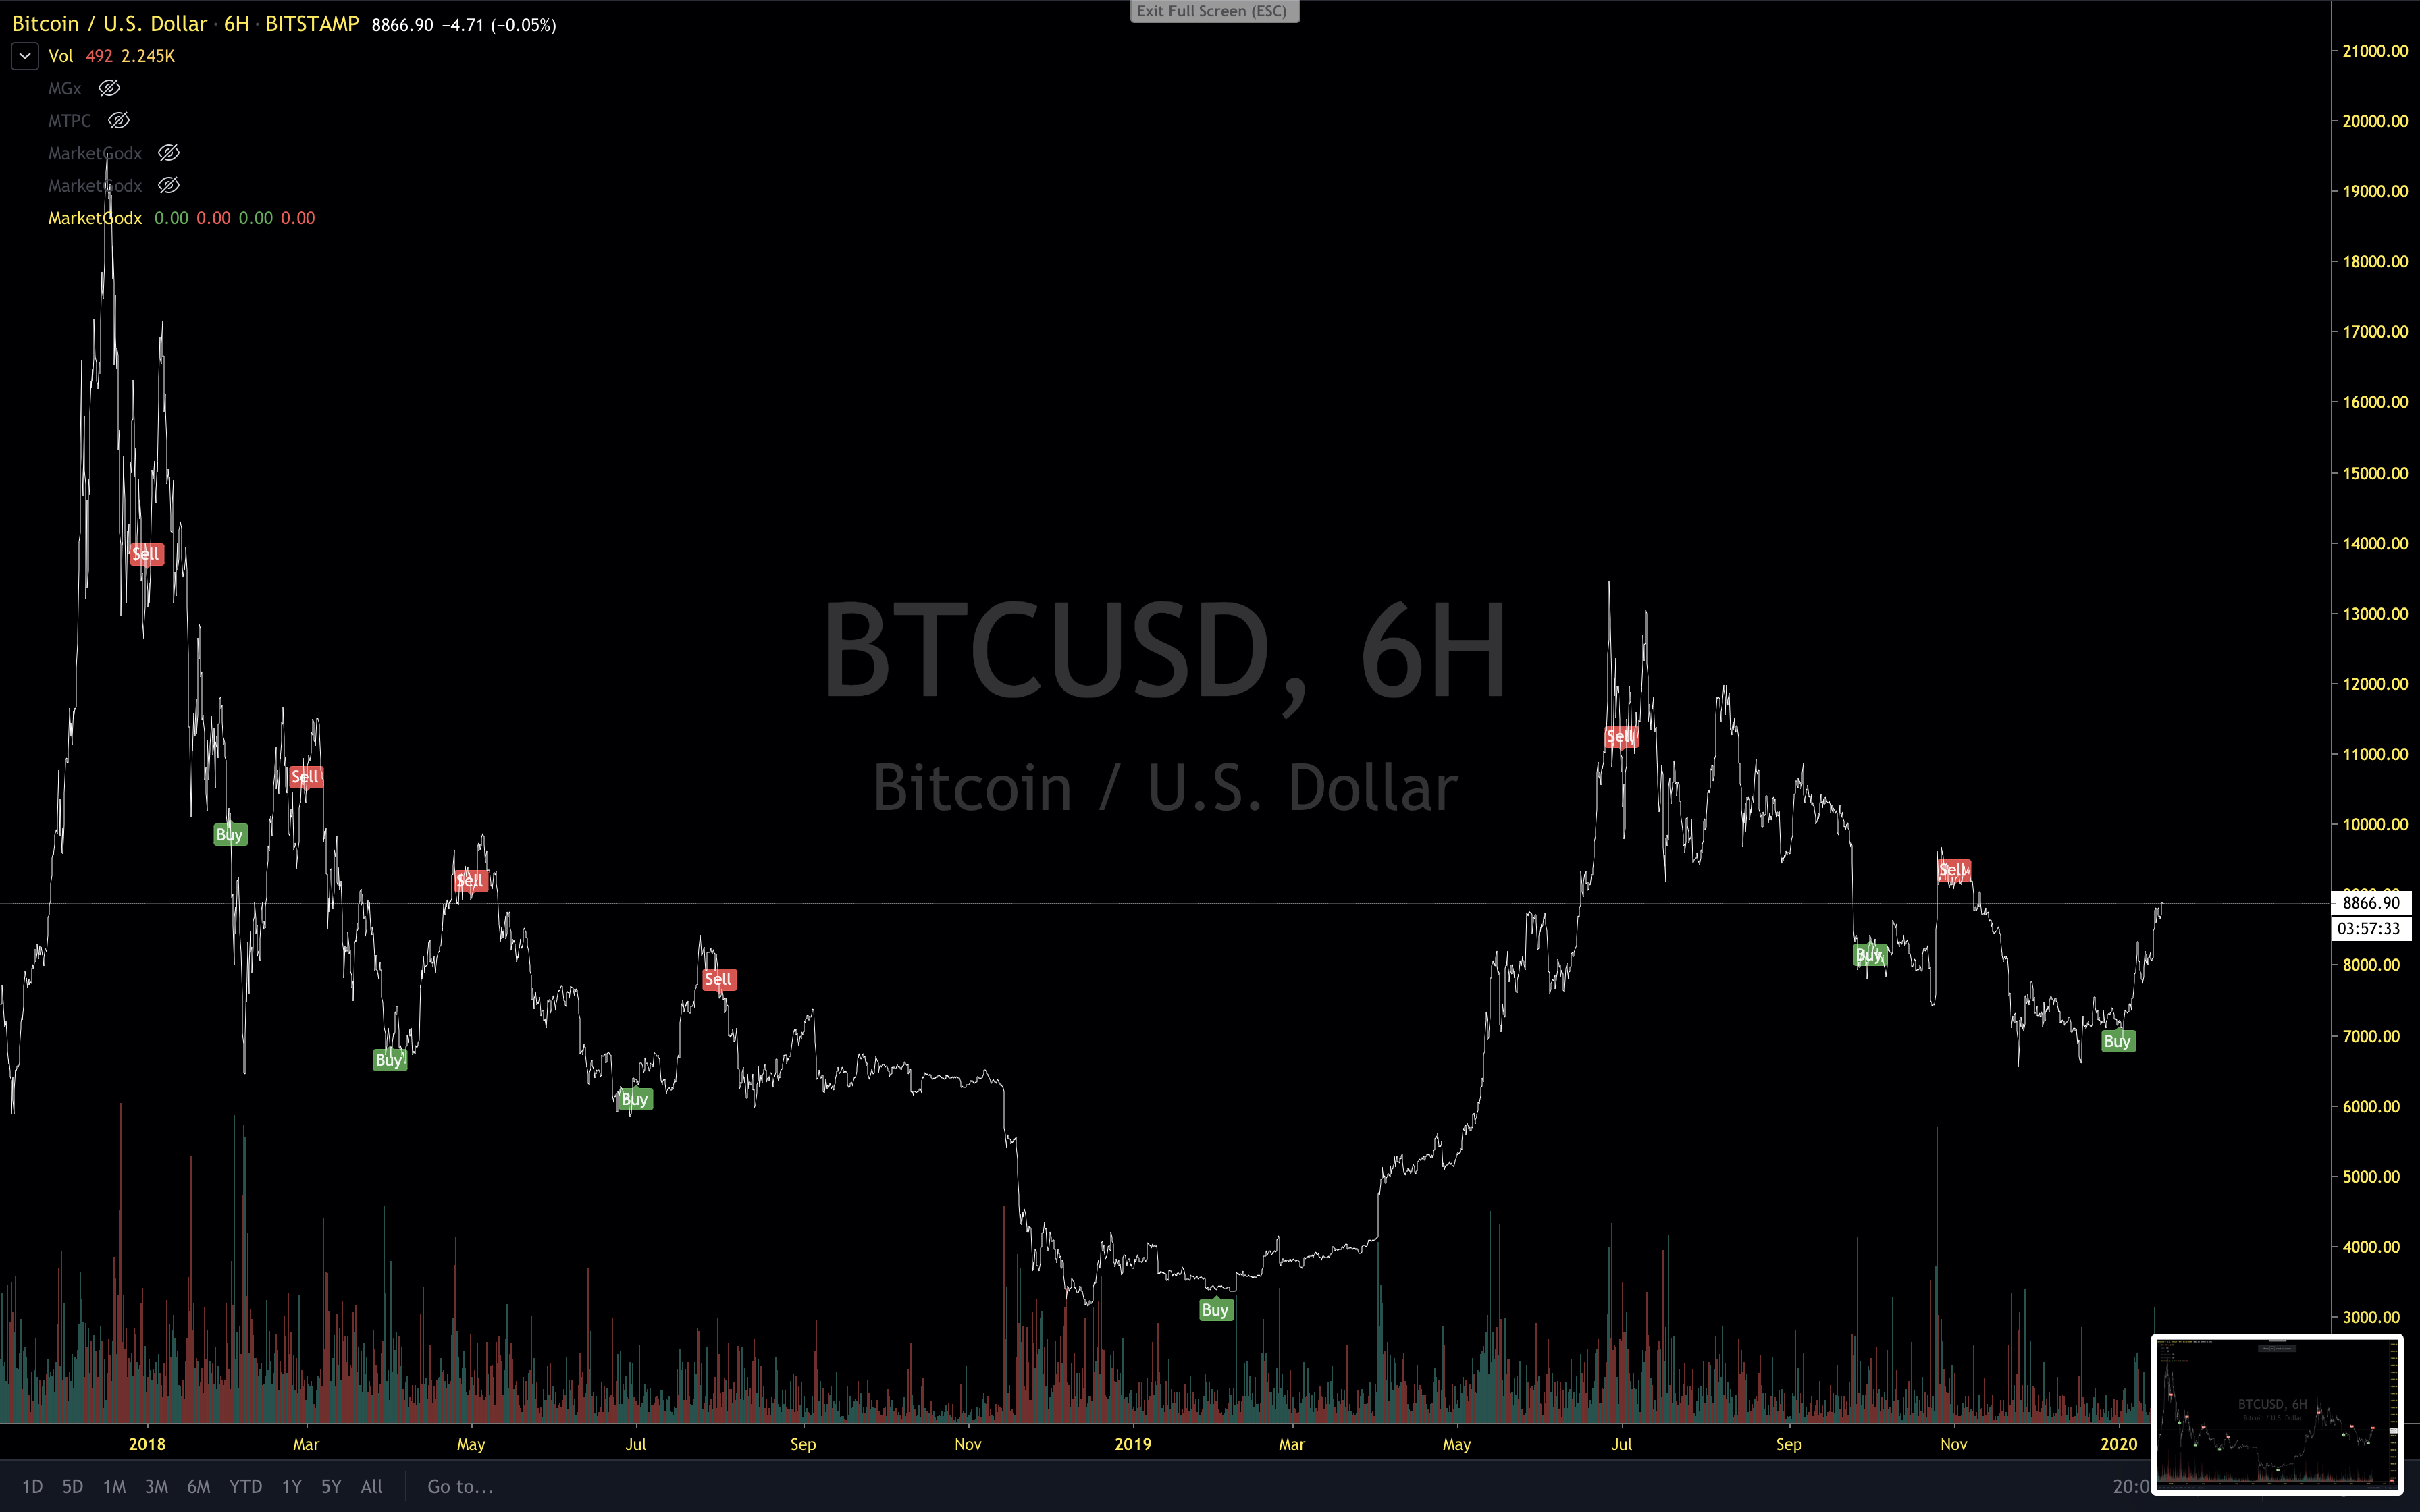 Exit Full Screen (ESC)
Bitcoin / U.S. Dollar · 6H · BITSTAMP 8866.90 −4.71 (−0.05%)
Vol 492 2.245K
MGx
MTPC
MarketGodx
MarketGodx
MarketGodx 0.00 0.00 0.00 0.00
21000.00
20000.00
19000.00
18000.00
17000.00
16000.00
15000.00
14000.00
13000.00
12000.00
11000.00
10000.00
8866.90
03:57:33
8000.00
7000.00
6000.00
5000.00
4000.00
3000.00
BTCUSD, 6H
Bitcoin / U.S. Dollar
Sell
Buy
Sell
Buy
Sell
Buy
Sell
Buy
Sell
Buy
Sell
Buy
2018 Mar May Jul Sep Nov 2019 Mar May Jul Sep Nov 2020
1D 5D 1M 3M 6M YTD 1Y 5Y All Go to...
BTCUSD, 6H
Bitcoin / U.S. Dollar